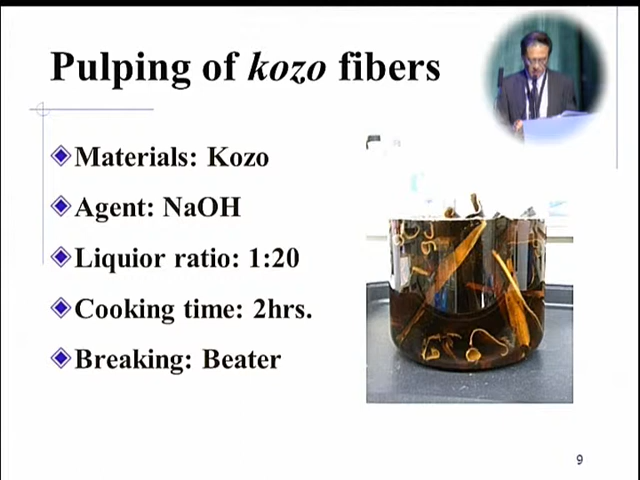 Pulping of kozo fibers
Materials: Kozo
Agent: NaOH
Liquior ratio: 1:20
Cooking time: 2hrs.
Breaking: Beater
9